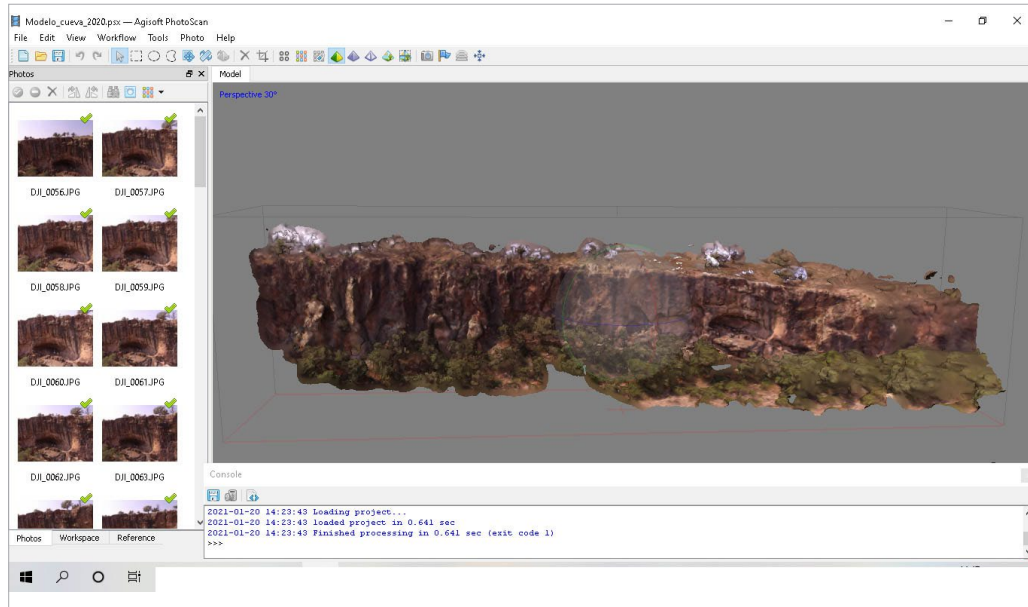 Modelo_cueva_2020.psx — Agisoft PhotoScan
File Edit View Workflow Tools Photo Help
Photos
Model
Perspective 30°
DJI_0056.JPG DJI_0057.JPG
DJI_0058.JPG DJI_0059.JPG
DJI_0060.JPG DJI_0061.JPG
DJI_0062.JPG DJI_0063.JPG
Console
2021-01-20 14:23:43 Loading project...
2021-01-20 14:23:43 loaded project in 0.641 sec
2021-01-20 14:23:43 Finished processing in 0.641 sec (exit code 1)
>>>
Photos Workspace Reference